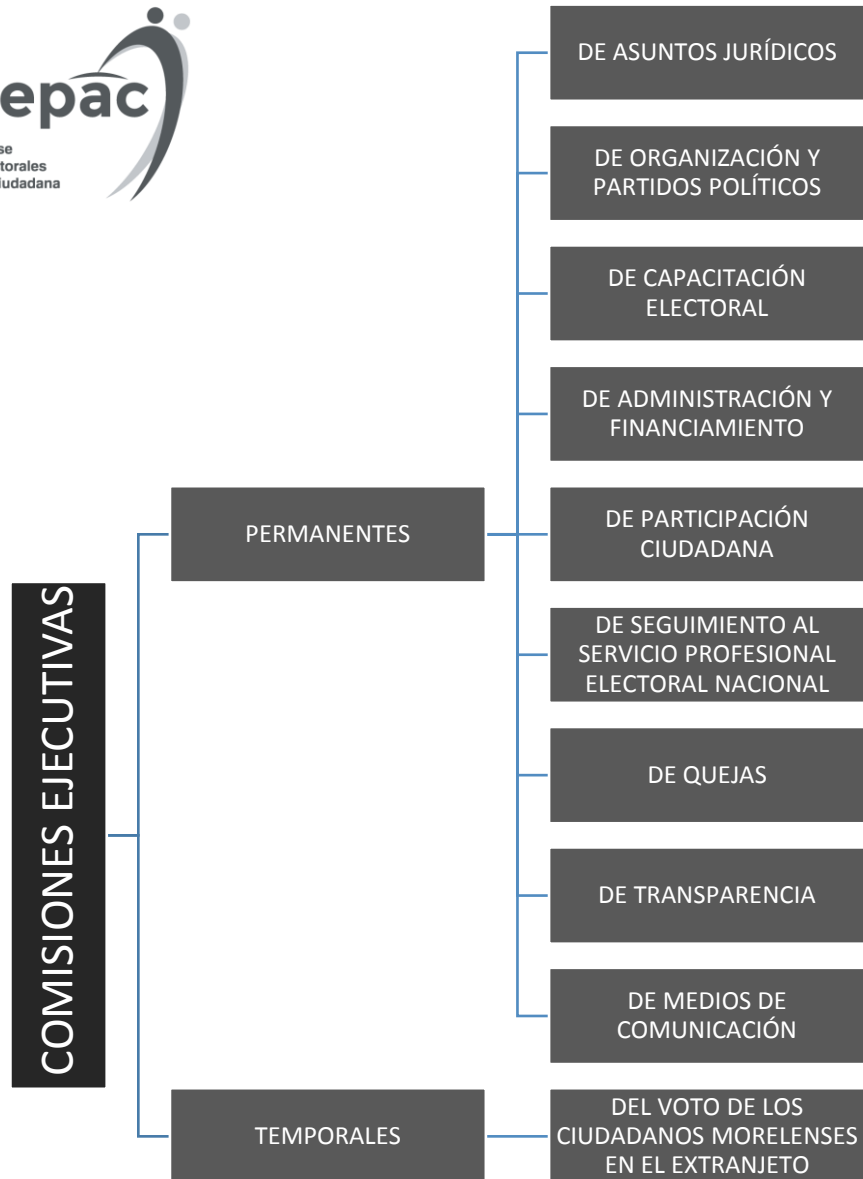 epac
se
torales
iudadana
COMISIONES EJECUTIVAS
PERMANENTES
DE ASUNTOS JURÍDICOS
DE ORGANIZACIÓN Y
PARTIDOS POLÍTICOS
DE CAPACITACIÓN
ELECTORAL
DE ADMINISTRACIÓN Y
FINANCIAMIENTO
DE PARTICIPACIÓN
CIUDADANA
DE SEGUIMIENTO AL
SERVICIO PROFESIONAL
ELECTORAL NACIONAL
DE QUEJAS
DE TRANSPARENCIA
DE MEDIOS DE
COMUNICACIÓN
TEMPORALES
DEL VOTO DE LOS
CIUDADANOS MORELENSES
EN EL EXTRANJETO